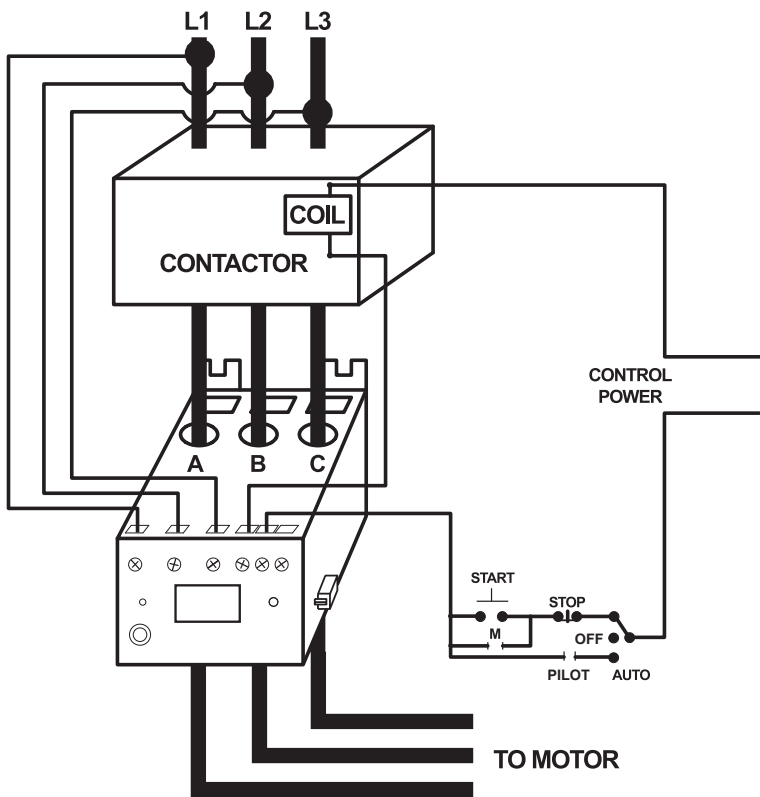 L1 L2 L3
COIL
CONTACTOR
CONTROL
POWER
A B C
START
STOP
M
OFF
PILOT AUTO
TO MOTOR